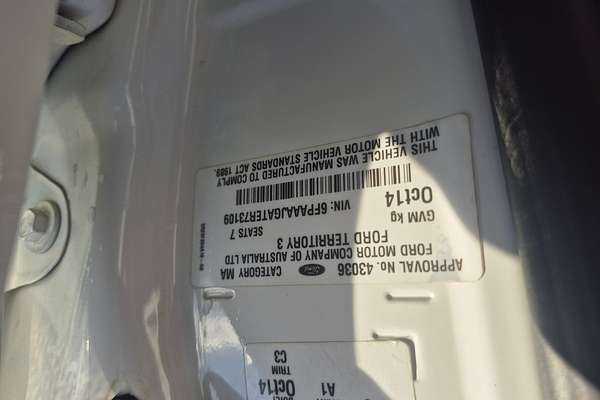 APPROVAL No. 43036 CATEGORY MA
FORD MOTOR COMPANY OF AUSTRALIA LTD
Ford
FORD TERRITORY 3
GVM kg SEATS 7
Oct14 VIN: 6FPAAAJGATER73109
THIS VEHICLE WAS MANUFACTURED TO COMPLY
WITH THE MOTOR VEHICLE STANDARDS ACT 1989.
A1 Oct14 C3
TRIM